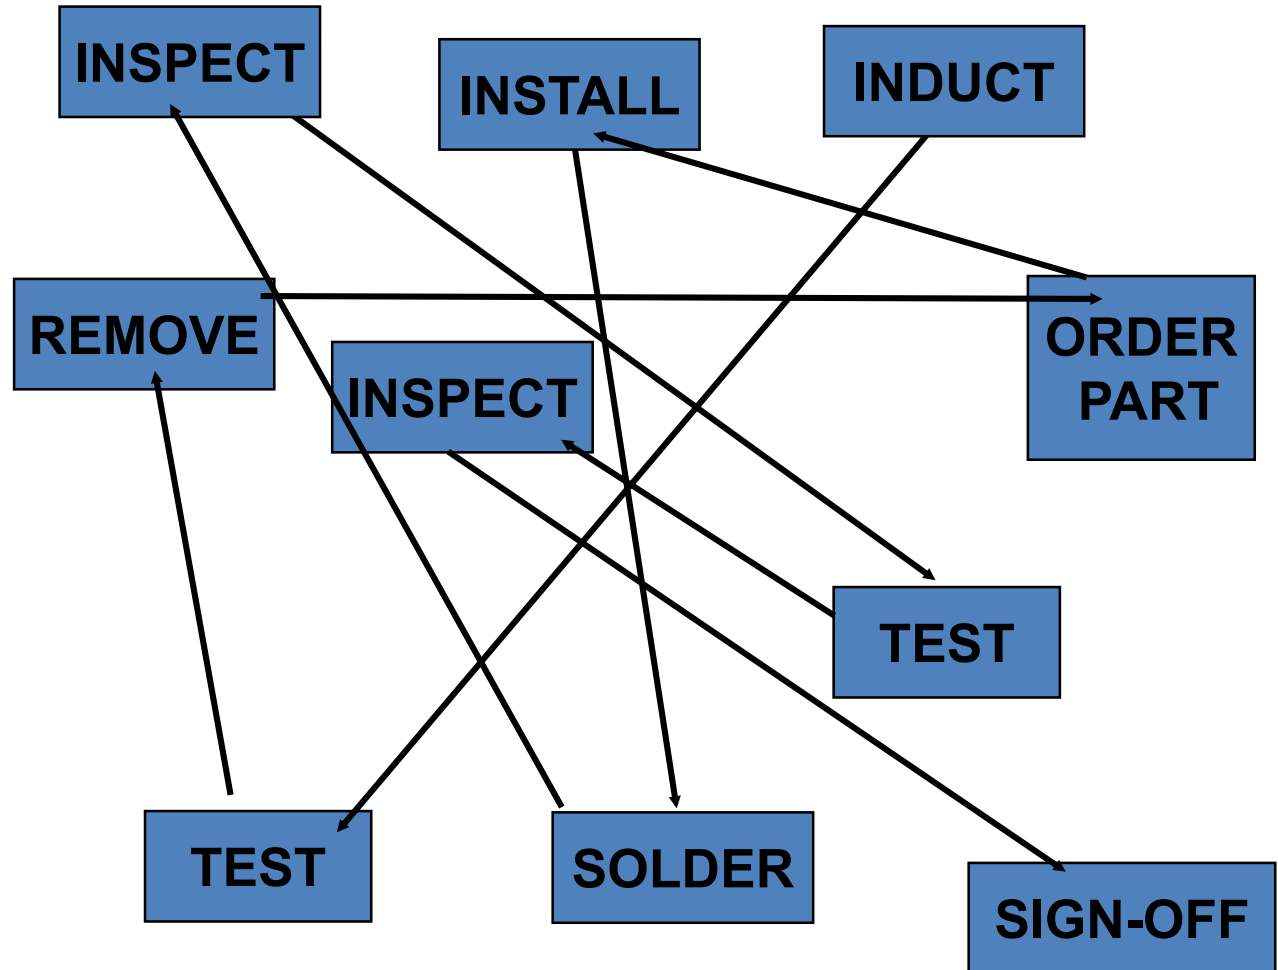 INSPECT
INSTALL
INDUCT
REMOVE
ORDER
PART
INSPECT
TEST
TEST
SOLDER
SIGN-OFF